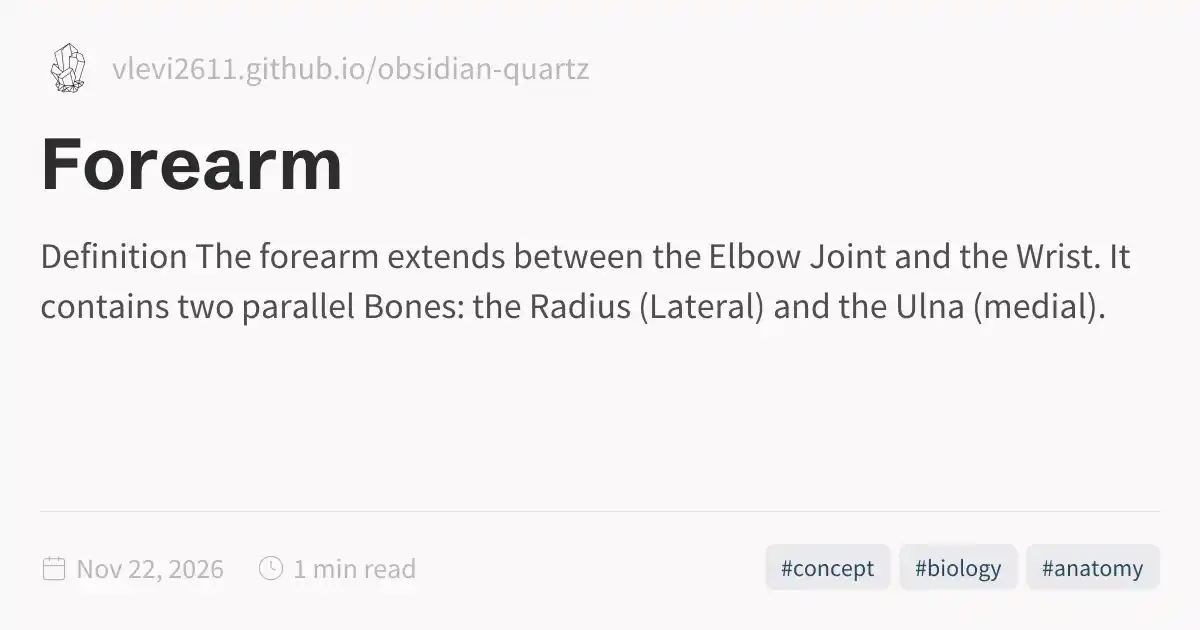 vlevi2611.github.io/obsidian-quartz
Forearm
Definition The forearm extends between the Elbow Joint and the Wrist. It
contains two parallel Bones: the Radius (Lateral) and the Ulna (medial).
Nov 22, 2026 1 min read #concept #biology #anatomy